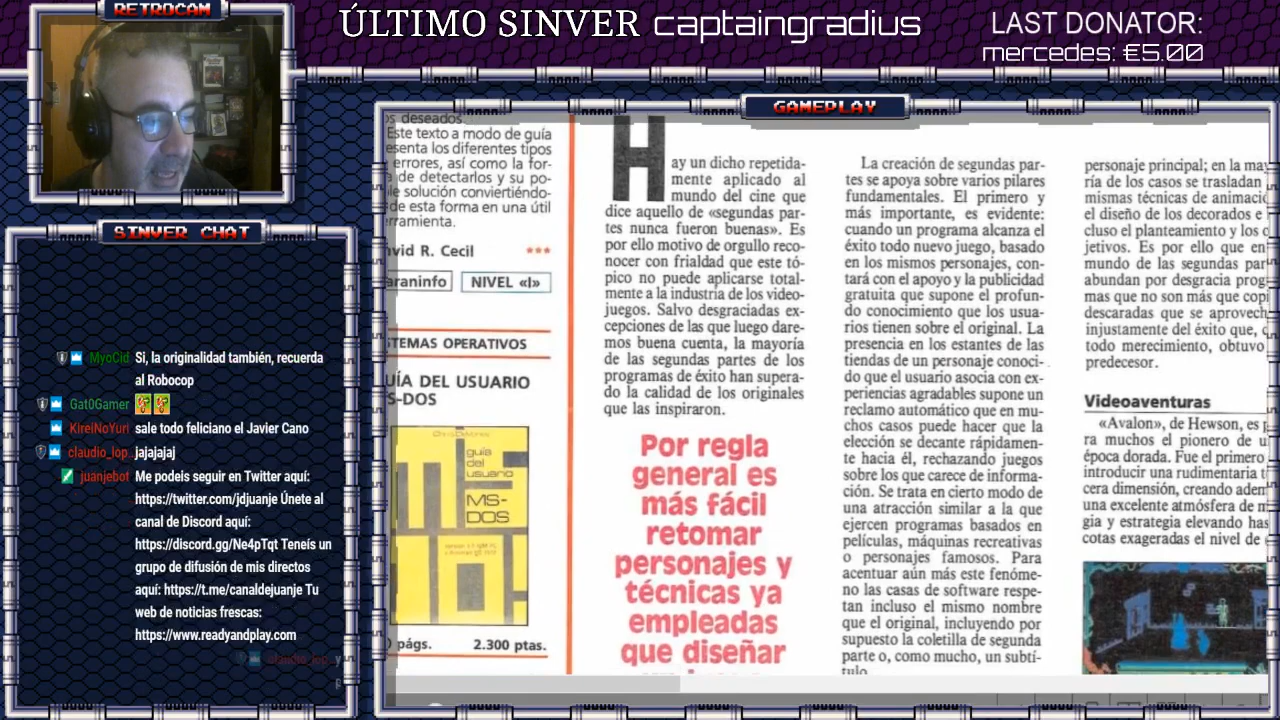 RETROCAM
ÚLTIMO SINVER captaingradius
LAST DONATOR:
mercedes: €5.00
GAMEPLAY
SINVER CHAT
MyoCid Si, la originalidad también, recuerda
al Robocop
Gat0Gamer
KireiNoYuri sale todo feliciano el Javier Cano
claudio_lop.. jajajajaj
juanjebot Me podeis seguir en Twitter aquí:
https://twitter.com/jdjuanje Únete al
canal de Discord aquí:
https://discord.gg/Ne4pTqt Teneís un
grupo de difusión de mis directos
aquí: https://t.me/canaldejuanje Tu
web de noticias frescas:
https://www.readyandplay.com
claudio_lop.. y
os deseados
Este texto a modo de guía
esenta los diferentes tipos
errores, así como la for-
a de detectarlos y su po-
le solución conviertiéndo-
de esta forma en una útil
rramienta.
vid R. Cecil ***
araninfo NIVEL «I»
STEMAS OPERATIVOS
UÍA DEL USUARIO
S-DOS
guía
del
usuario
MS-
DOS
págs. 2.300 ptas.
Hay un dicho repetida-
mente aplicado al
mundo del cine que
dice aquello de «segundas par-
tes nunca fueron buenas». Es
por ello motivo de orgullo reco-
nocer con frialdad que este tó-
pico no puede aplicarse total-
mente a la industria de los video-
juegos. Salvo desgraciadas ex-
cepciones de las que luego dare-
mos buena cuenta, la mayoría
de las segundas partes de los
programas de éxito han supera-
do la calidad de los originales
que las inspiraron.
Por regla
general es
más fácil
retomar
personajes y
técnicas ya
empleadas
que diseñar
La creación de segundas par-
tes se apoya sobre varios pilares
fundamentales. El primero y
más importante, es evidente:
cuando un programa alcanza el
éxito todo nuevo juego, basado
en los mismos personajes, con-
tará con el apoyo y la publicidad
gratuita que supone el profun-
do conocimiento que los usua-
rios tienen sobre el original. La
presencia en los estantes de las
tiendas de un personaje conoci-
do que el usuario asocia con ex-
periencias agradables supone un
reclamo automático que en mu-
chos casos puede hacer que la
elección se decante rápidamen-
te hacia él, rechazando juegos
sobre los que carece de informa-
ción. Se trata en cierto modo de
una atracción similar a la que
ejercen programas basados en
películas, máquinas recreativas
o personajes famosos. Para
acentuar aún más este fenóme-
no las casas de software respe-
tan incluso el mismo nombre
que el original, incluyendo por
supuesto la coletilla de segunda
parte o, como mucho, un subtí-
tulo
personaje principal; en la may
ría de los casos se trasladan
mismas técnicas de animació
el diseño de los decorados e
cluso el planteamiento y los o
jetivos. Es por ello que en
mundo de las segundas par
abundan por desgracia prog
mas que no son más que copi
descaradas que se aprovech
injustamente del éxito que, c
todo merecimiento, obtuvo
predecesor.
Videoaventuras
«Avalon», de Hewson, es p
ra muchos el pionero de u
época dorada. Fue el primero
introducir una rudimentaria t
cera dimensión, creando adem
una excelente atmósfera de m
gia y estrategia elevando has
cotas exageradas el nivel de